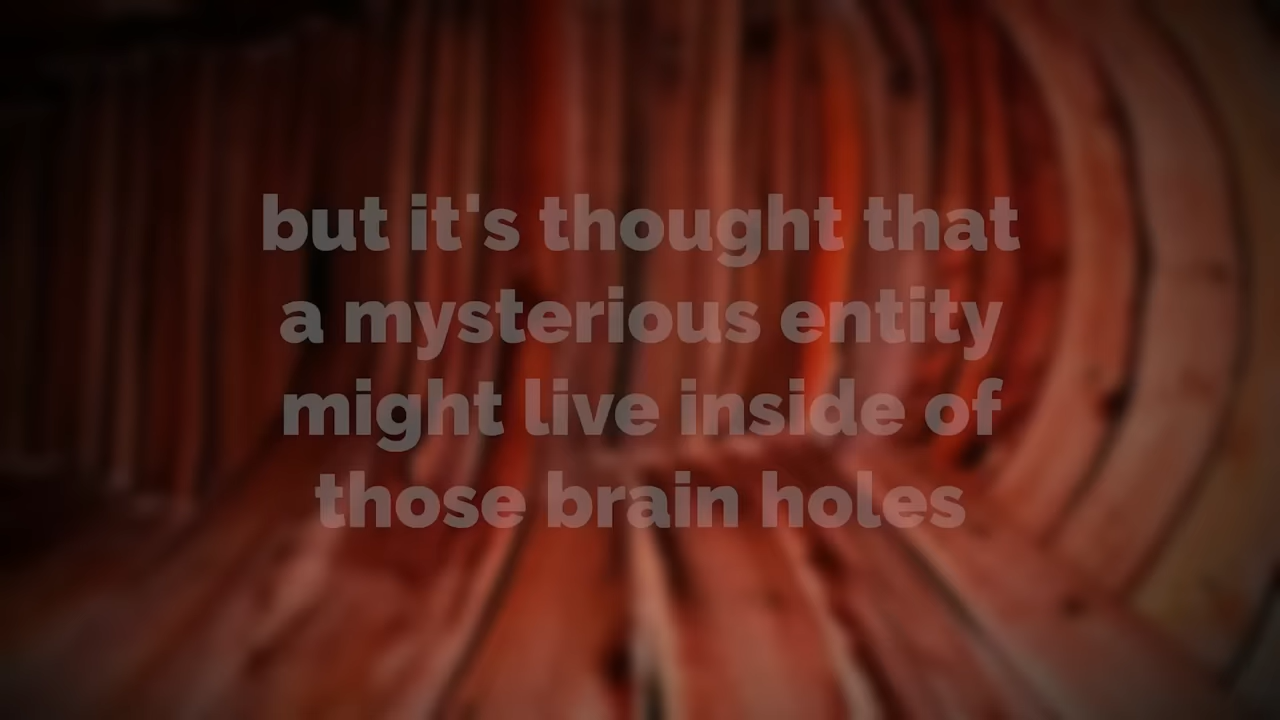 but it's thought that
a mysterious entity
might live inside of
those brain holes